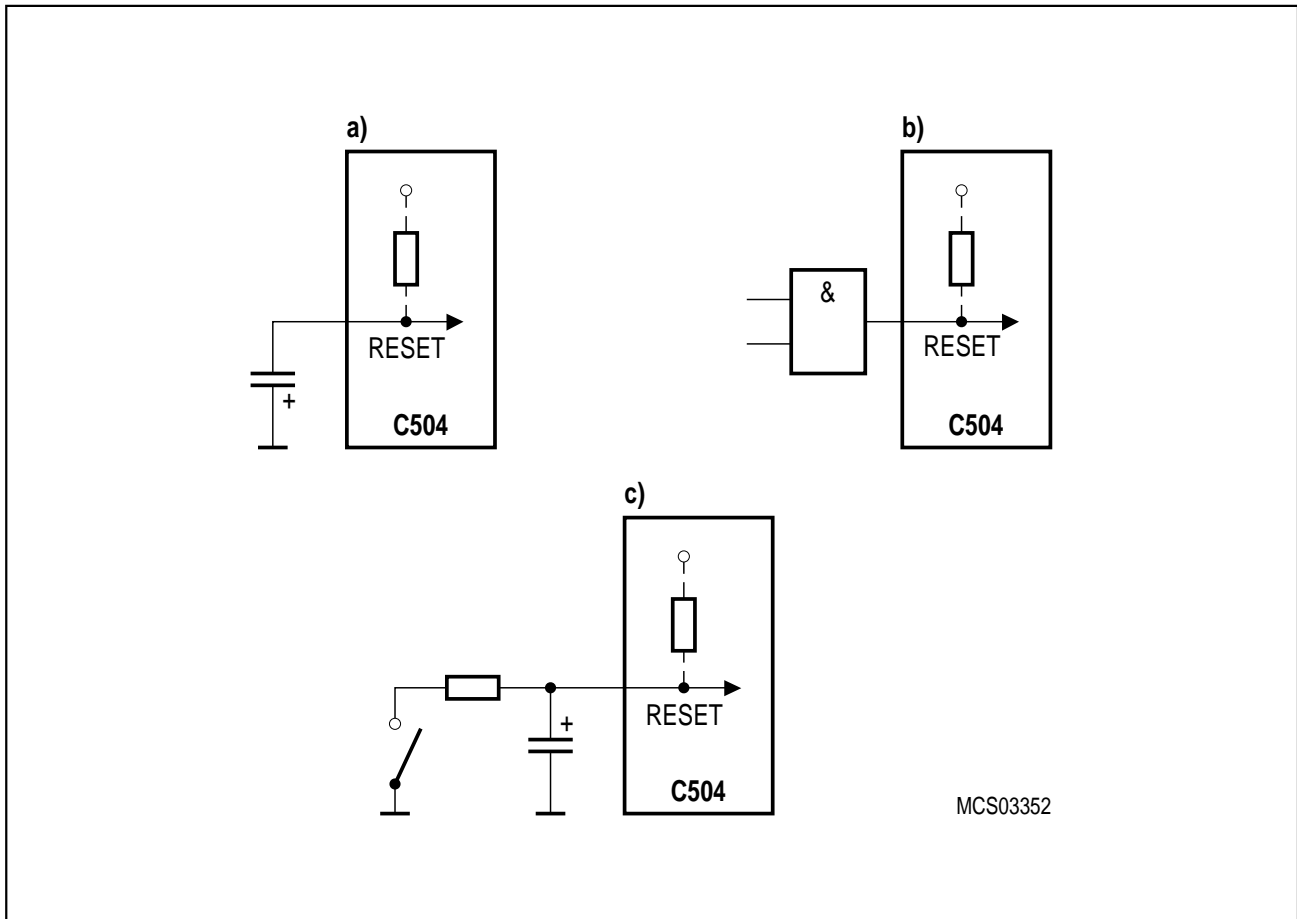 a)
RESET
+
C504
b)
&
RESET
C504
c)
+
RESET
C504
MCS03352